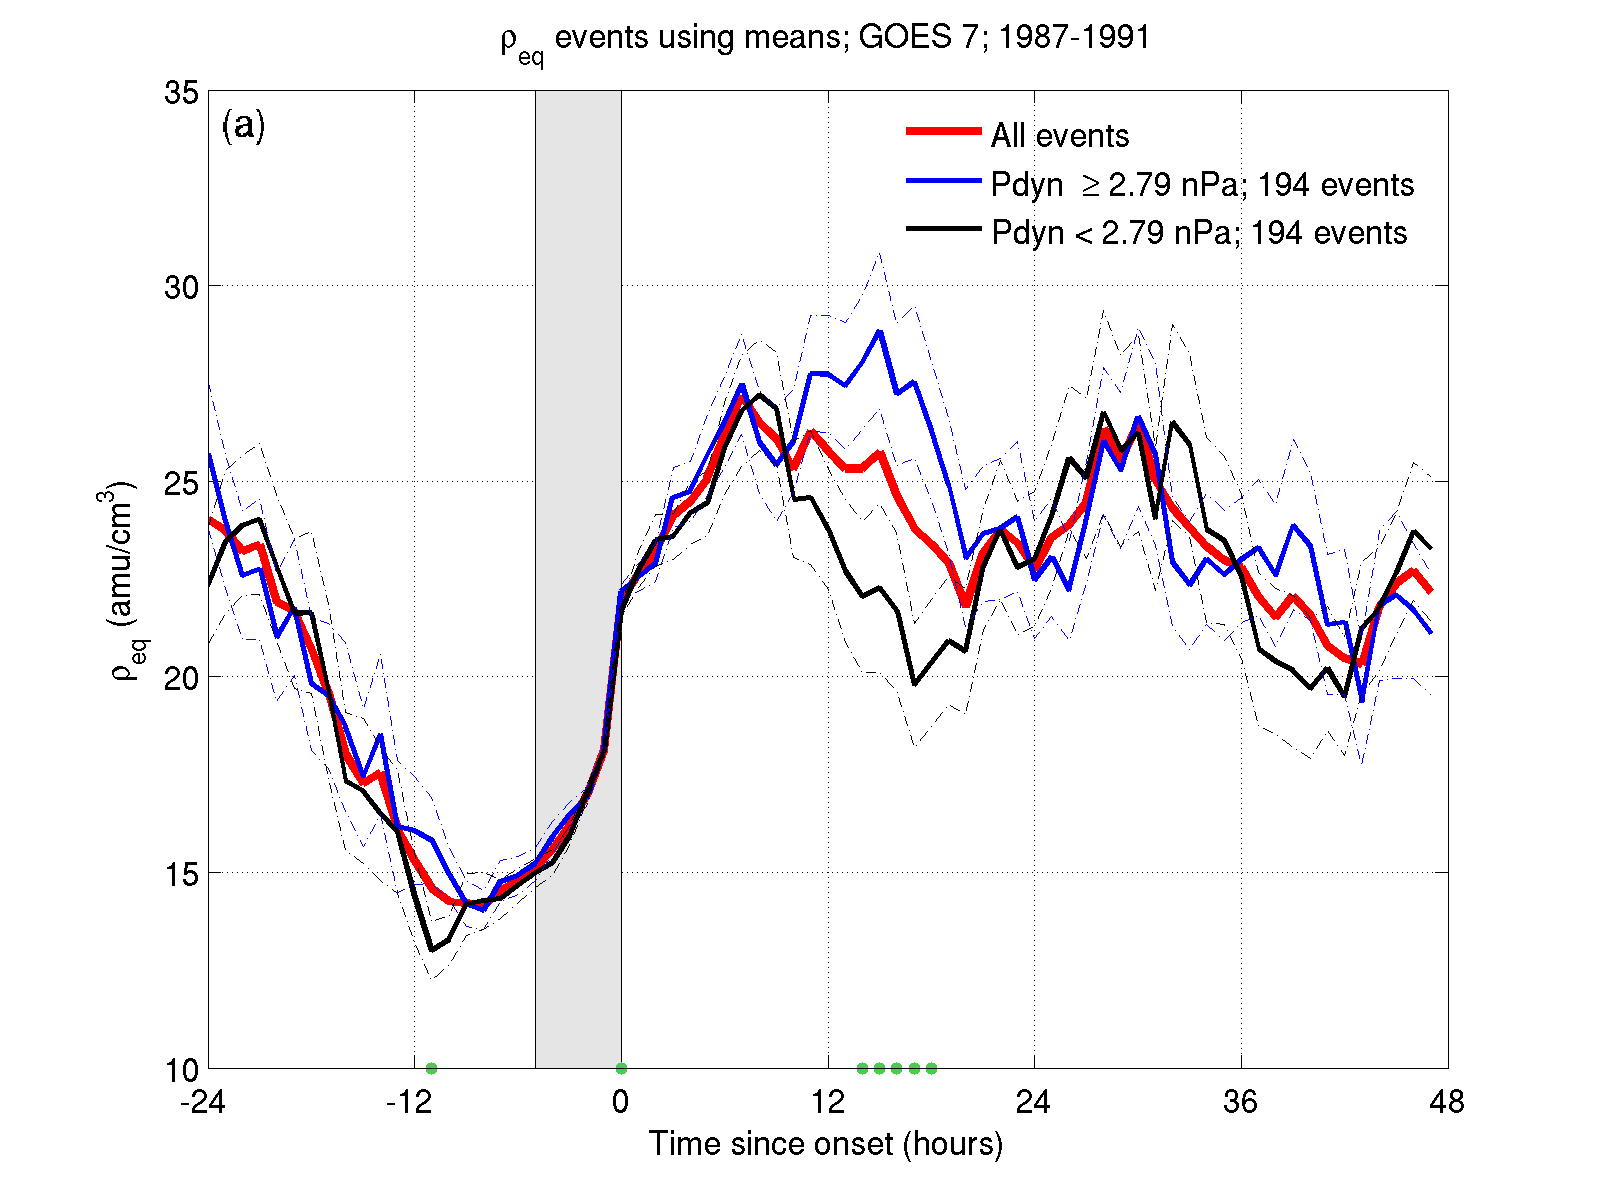 ρeq events using means; GOES 7; 1987-1991
(a)
All events
Pdyn ≥ 2.79 nPa; 194 events
Pdyn < 2.79 nPa; 194 events
35
30
25
20
15
10
ρeq (amu/cm3)
-24 -12 0 12 24 36 48
Time since onset (hours)